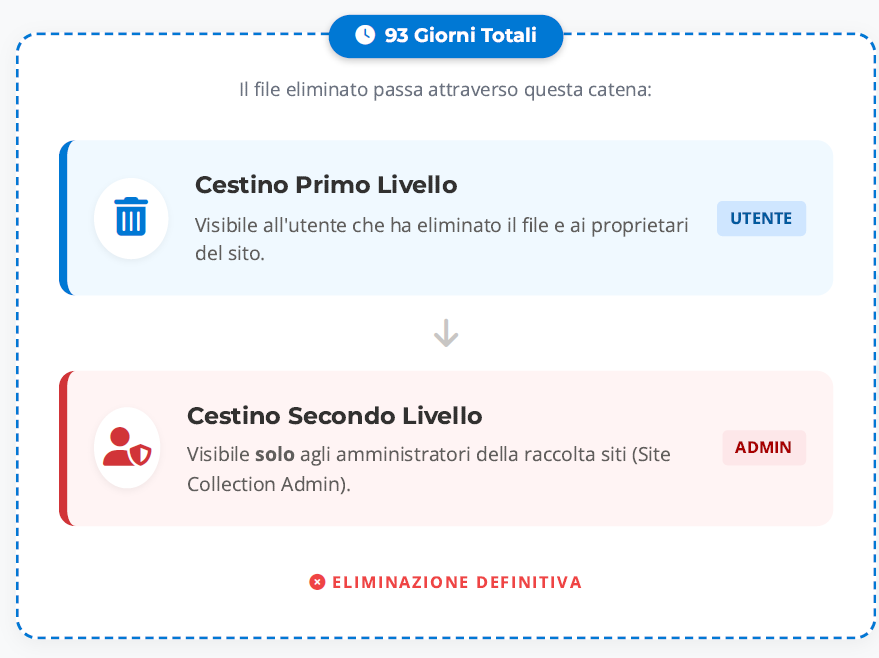 93 Giorni Totali
Il file eliminato passa attraverso questa catena:
Cestino Primo Livello
Visibile all'utente che ha eliminato il file e ai proprietari
del sito.
UTENTE
Cestino Secondo Livello
Visibile solo agli amministratori della raccolta siti (Site
Collection Admin).
ADMIN
ELIMINAZIONE DEFINITIVA